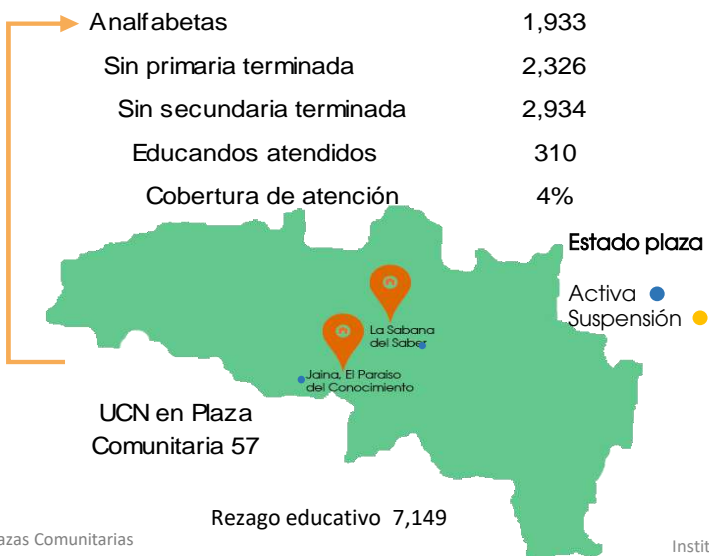 Analfabetas 1,933
Sin primaria terminada 2,326
Sin secundaria terminada 2,934
Educandos atendidos 310
Cobertura de atención 4%
Estado plaza
Activa
Suspensión
La Sabana
del Saber
Jaina, El Paraíso
del Conocimiento
UCN en Plaza
Comunitaria 57
Rezago educativo 7,149
azas Comunitarias
Instit